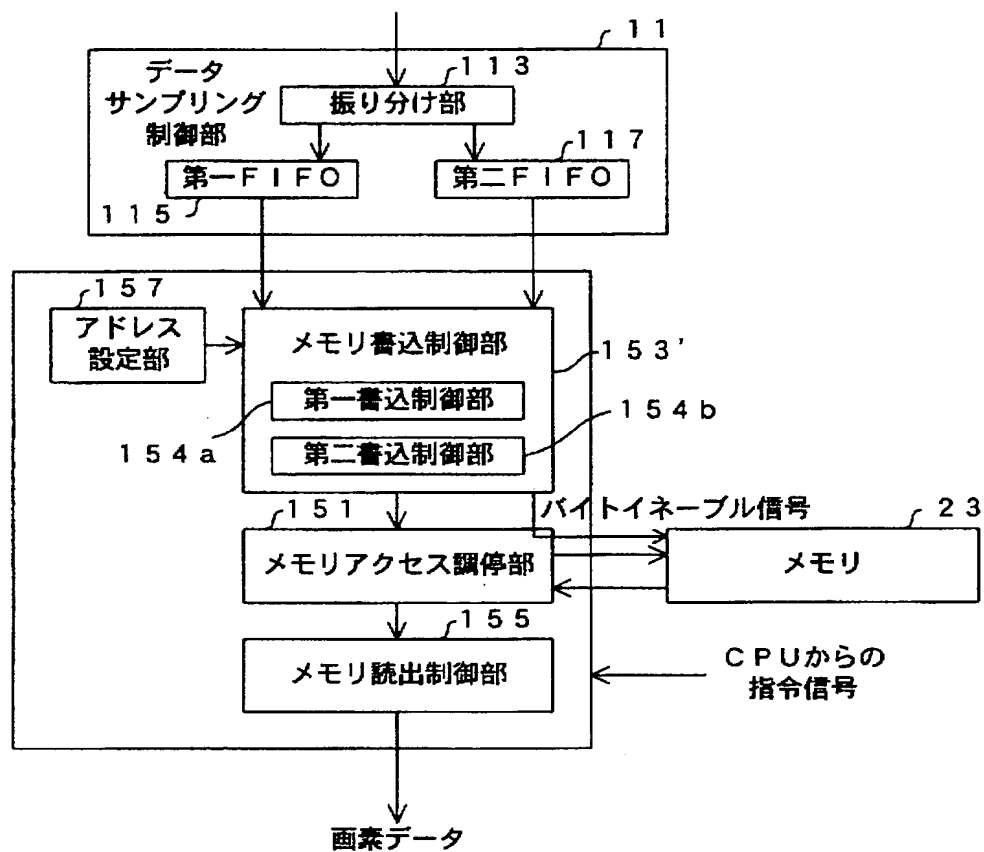 １１
データ
サンプリング
制御部
１１３
振り分け部
１１７
第一ＦＩＦＯ
第二ＦＩＦＯ
１１５
１５７
アドレス
設定部
メモリ書込制御部
１５３’
第一書込制御部
１５４ａ
１５４ｂ
第二書込制御部
１５１
バイトイネーブル信号
２３
メモリアクセス調停部
メモリ
１５５
メモリ読出制御部
ＣＰＵからの
指令信号
画素データ